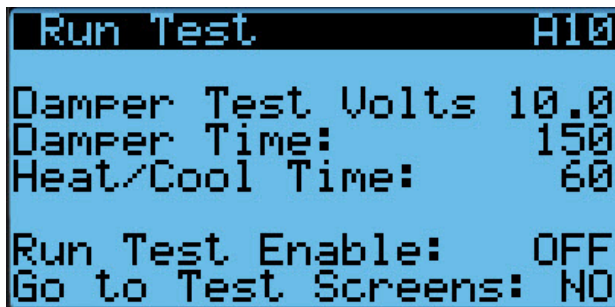 Run Test A10
Damper Test Volts 10.0
Damper Time: 150
Heat/Cool Time: 60
Run Test Enable: OFF
Go to Test Screens: NO